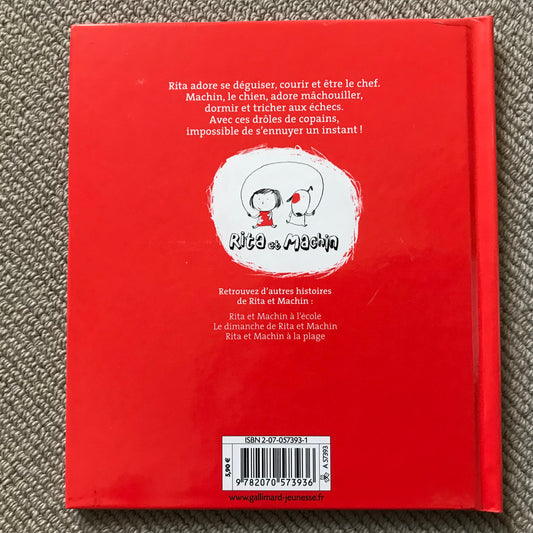 Rita adore se déguiser, courir et être le chef.
Machin, le chien, adore mâchouiller,
dormir et tricher aux échecs.
Avec ces drôles de copains,
impossible de s'ennuyer un instant !
Rita et Machin
Retrouvez d'autres histoires
de Rita et Machin :
Rita et Machin à l'école
Le dimanche de Rita et Machin
Rita et Machin à la plage
ISBN 2-07-057393-1
5,90 €
A 57393
9 782070 573936
www.gallimard-jeunesse.fr